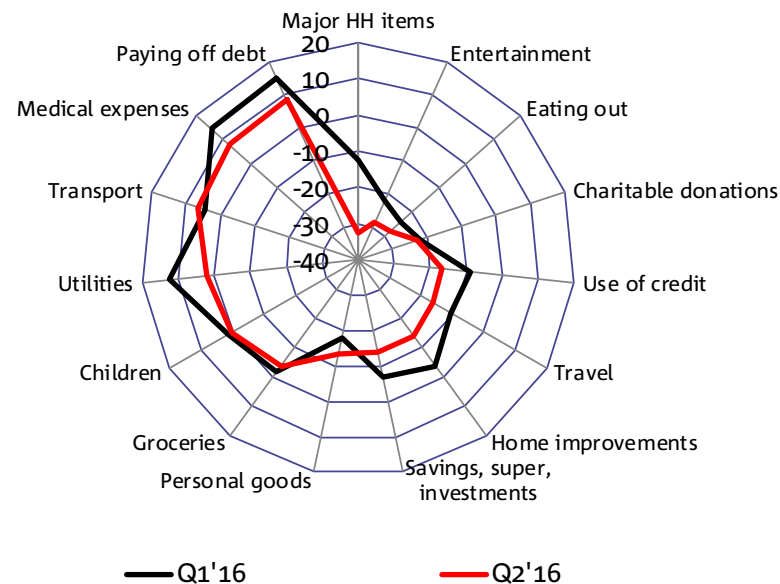 Major HH items
20
Paying off debt
Entertainment
10
Medical expenses
Eating out
0
-10
Transport
Charitable donations
-20
-30
-40
Utilities
Use of credit
Children
Travel
Groceries
Home improvements
Personal goods
Savings, super,
investments
Q1'16
Q2'16